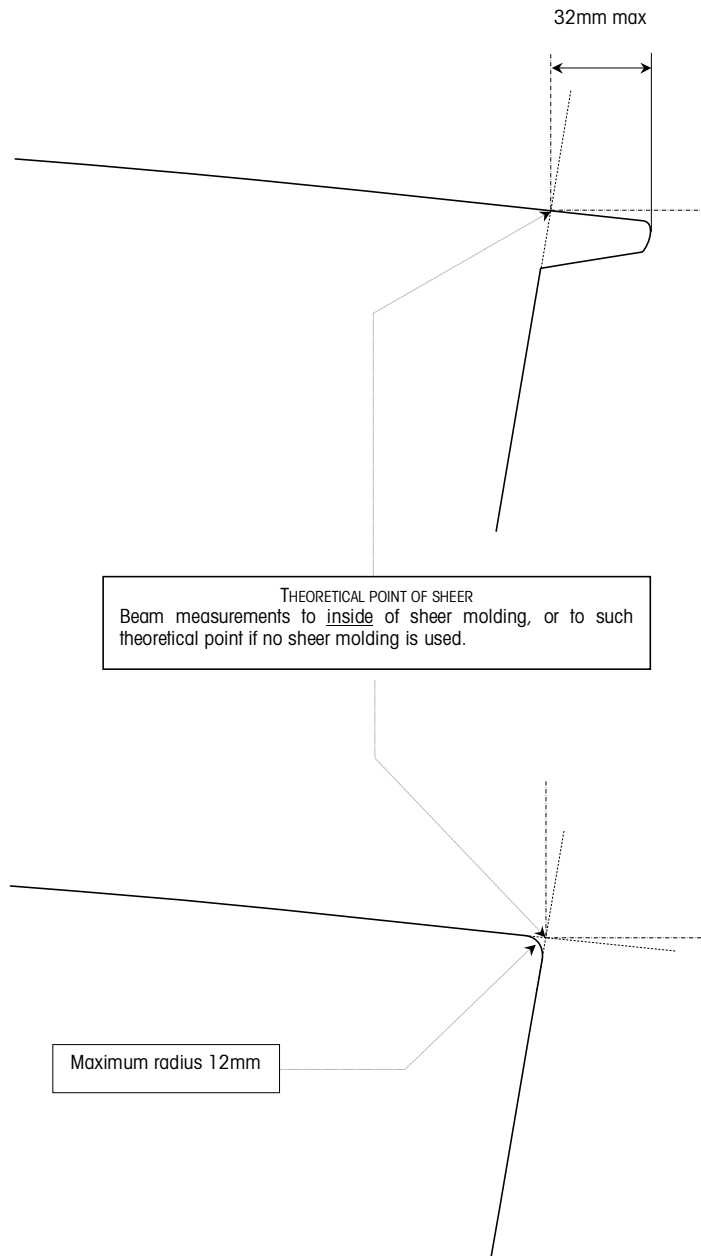 32mm max
THEORETICAL POINT OF SHEER
Beam measurements to inside of sheer molding, or to such
theoretical point if no sheer molding is used.
Maximum radius 12mm